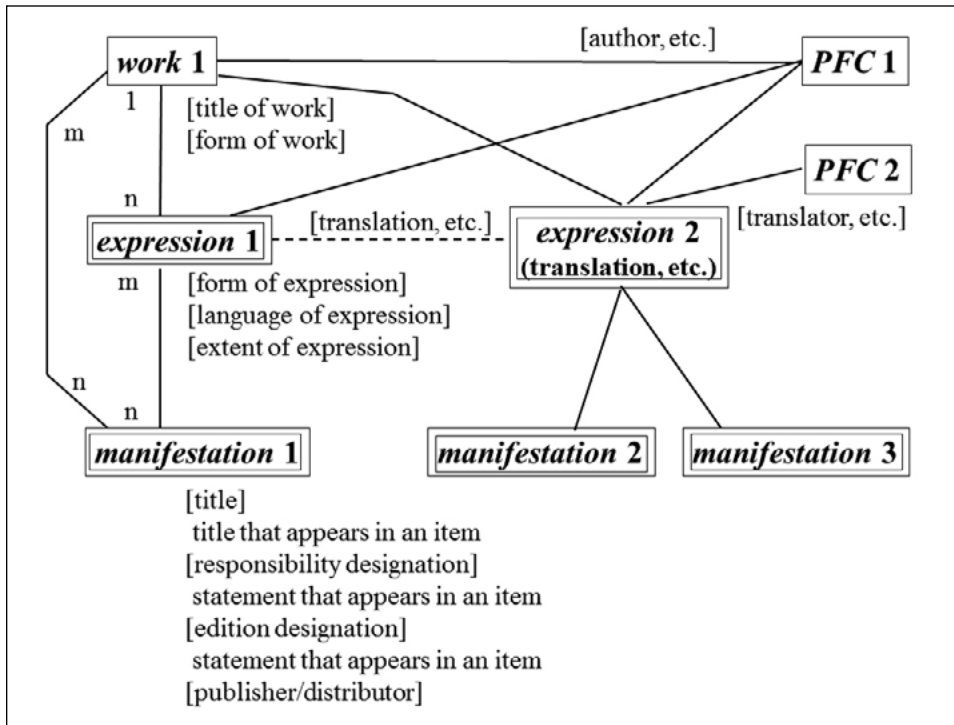 [author, etc.]
work 1
PFC 1
1
[title of work]
m
[form of work]
PFC 2
n
[translation, etc.]
[translator, etc.]
expression 1
expression 2
(translation, etc.)
m
[form of expression]
[language of expression]
[extent of expression]
n
n
manifestation 1
manifestation 2
manifestation 3
[title]
title that appears in an item
[responsibility designation]
statement that appears in an item
[edition designation]
statement that appears in an item
[publisher/distributor]